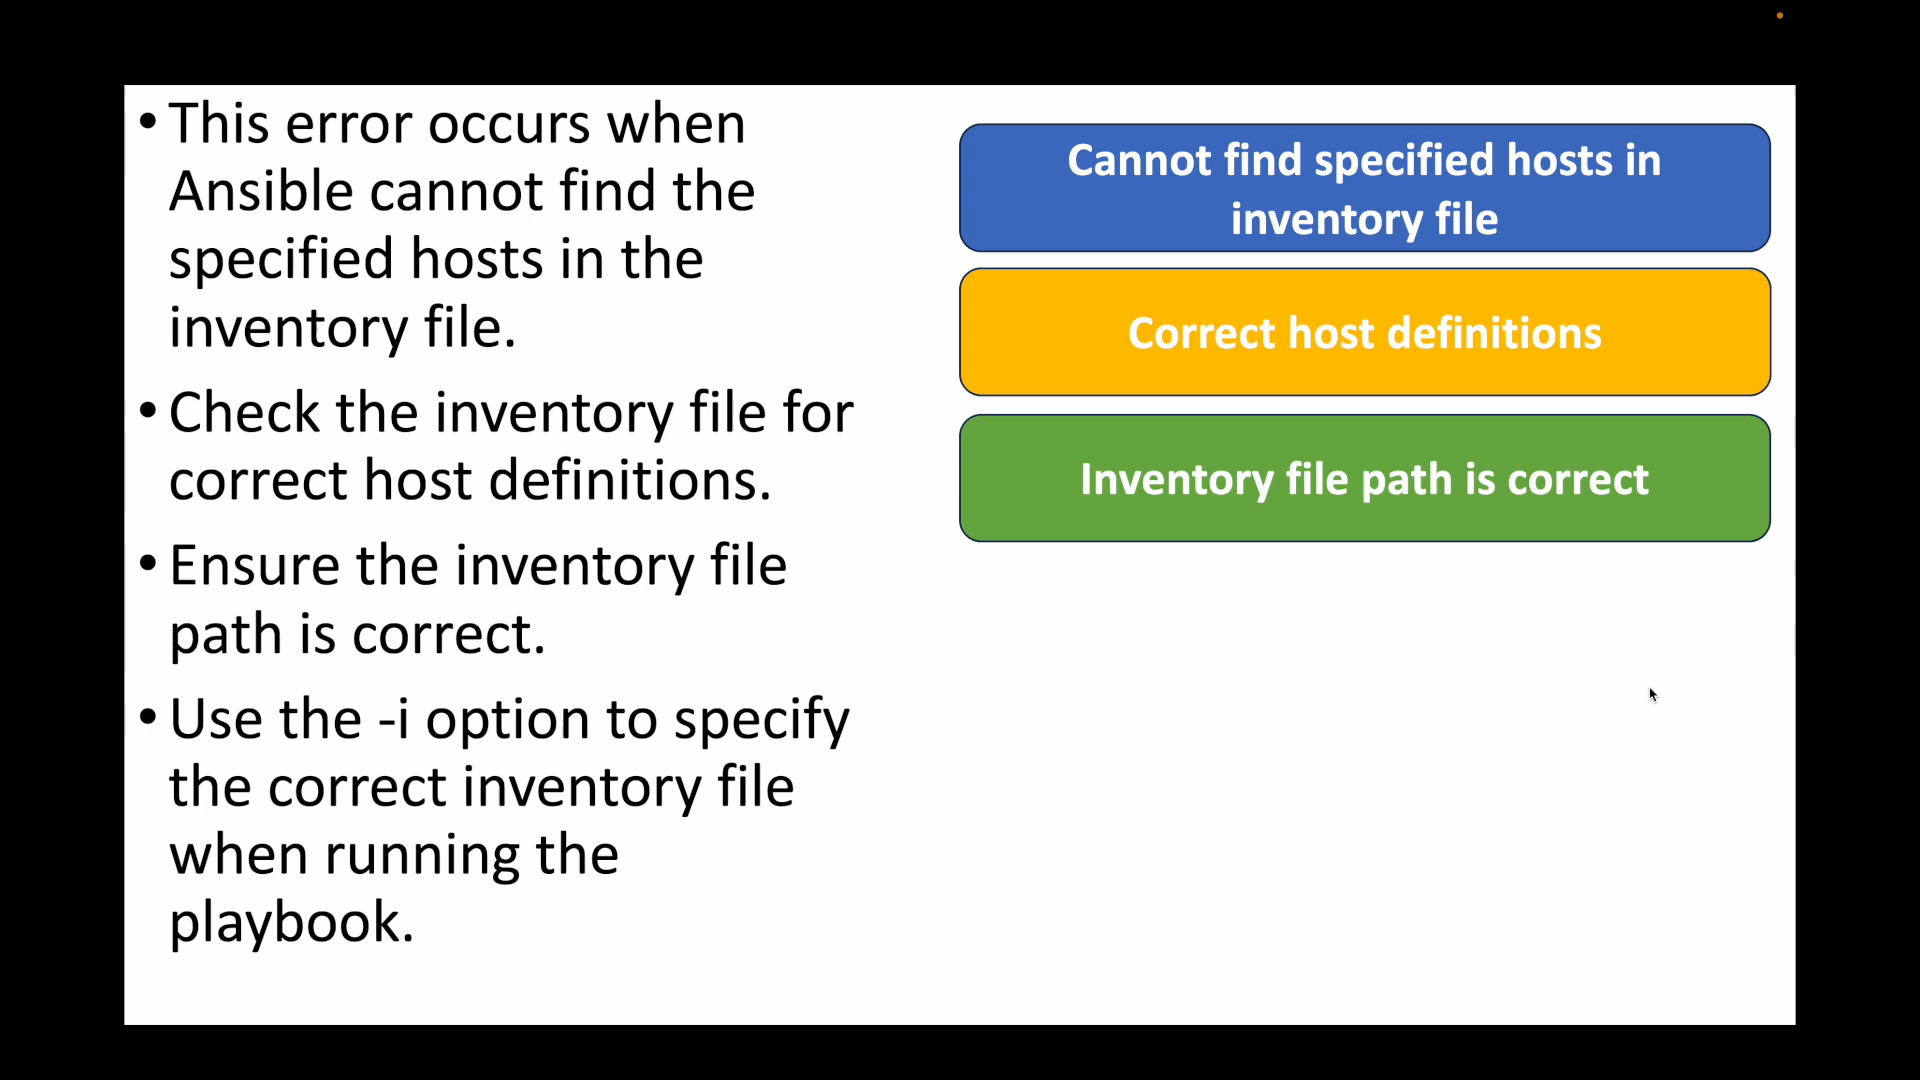 • This error occurs when
Ansible cannot find the
specified hosts in the
inventory file.
• Check the inventory file for
correct host definitions.
• Ensure the inventory file
path is correct.
• Use the -i option to specify
the correct inventory file
when running the
playbook.
Cannot find specified hosts in
inventory file
Correct host definitions
Inventory file path is correct